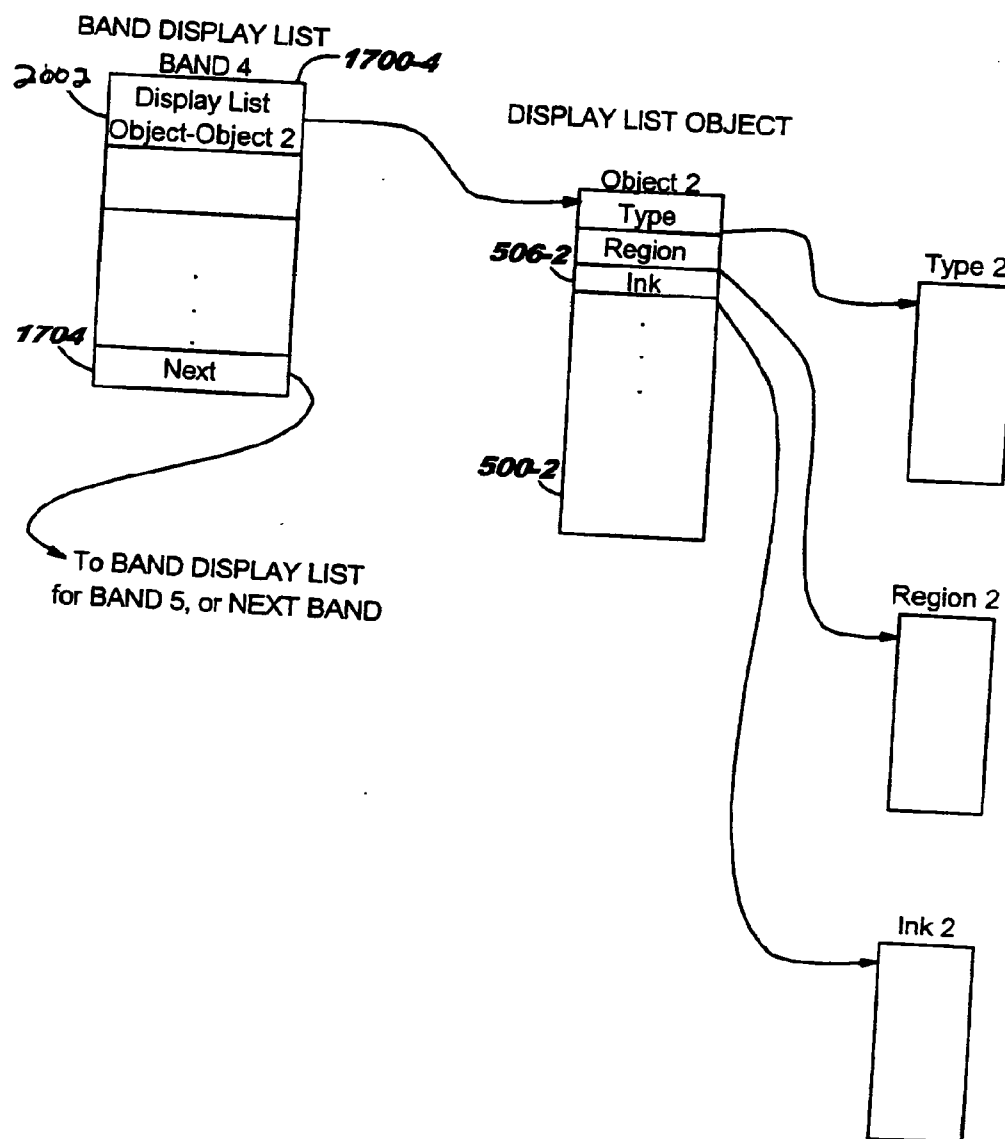 BAND DISPLAY LIST
BAND 4
1700-4
2002
Display List
Object-Object 2
DISPLAY LIST OBJECT
Object 2
Type
506-2
Region
Ink
Type 2
1704
Next
500-2
To BAND DISPLAY LIST
for BAND 5, or NEXT BAND
Region 2
Ink 2